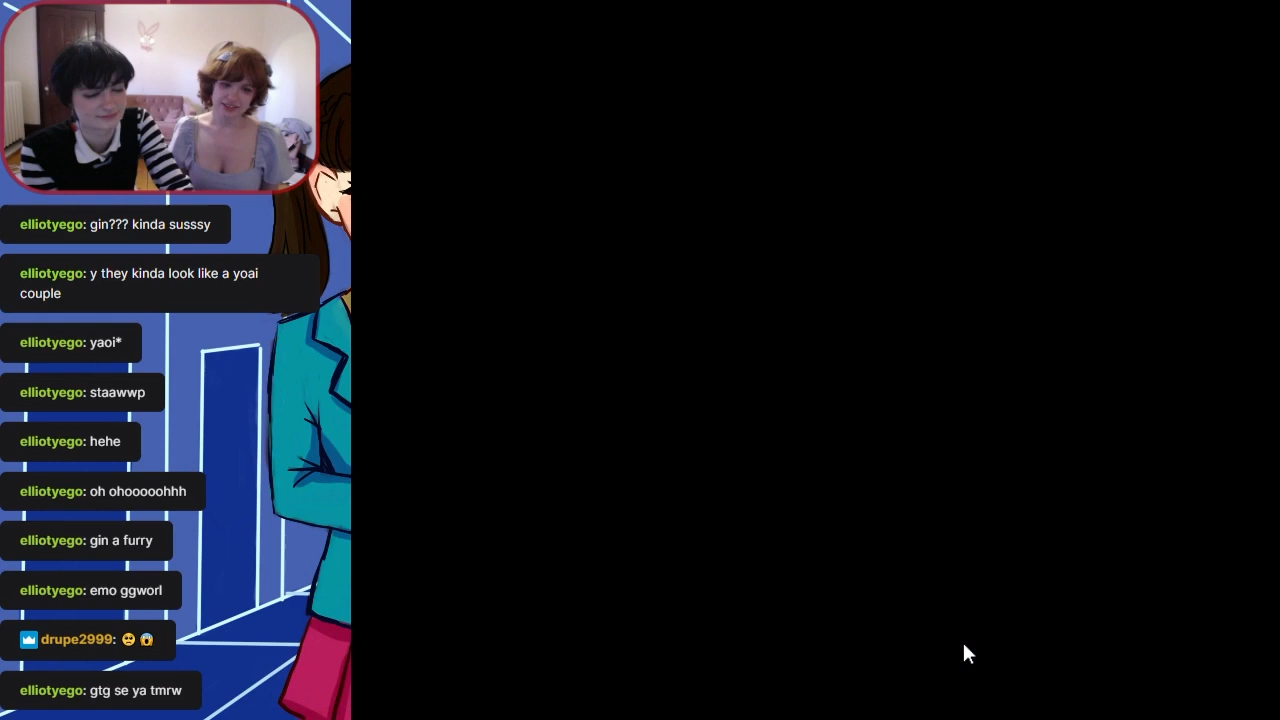 elliotyego: gin??? kinda susssy
elliotyego: y they kinda look like a yoai
couple
elliotyego: yaoi*
elliotyego: staawwp
elliotyego: hehe
elliotyego: oh ohooooohhh
elliotyego: gin a furry
elliotyego: emo ggworl
drupe2999: 🥺 😱
elliotyego: gtg se ya tmrw